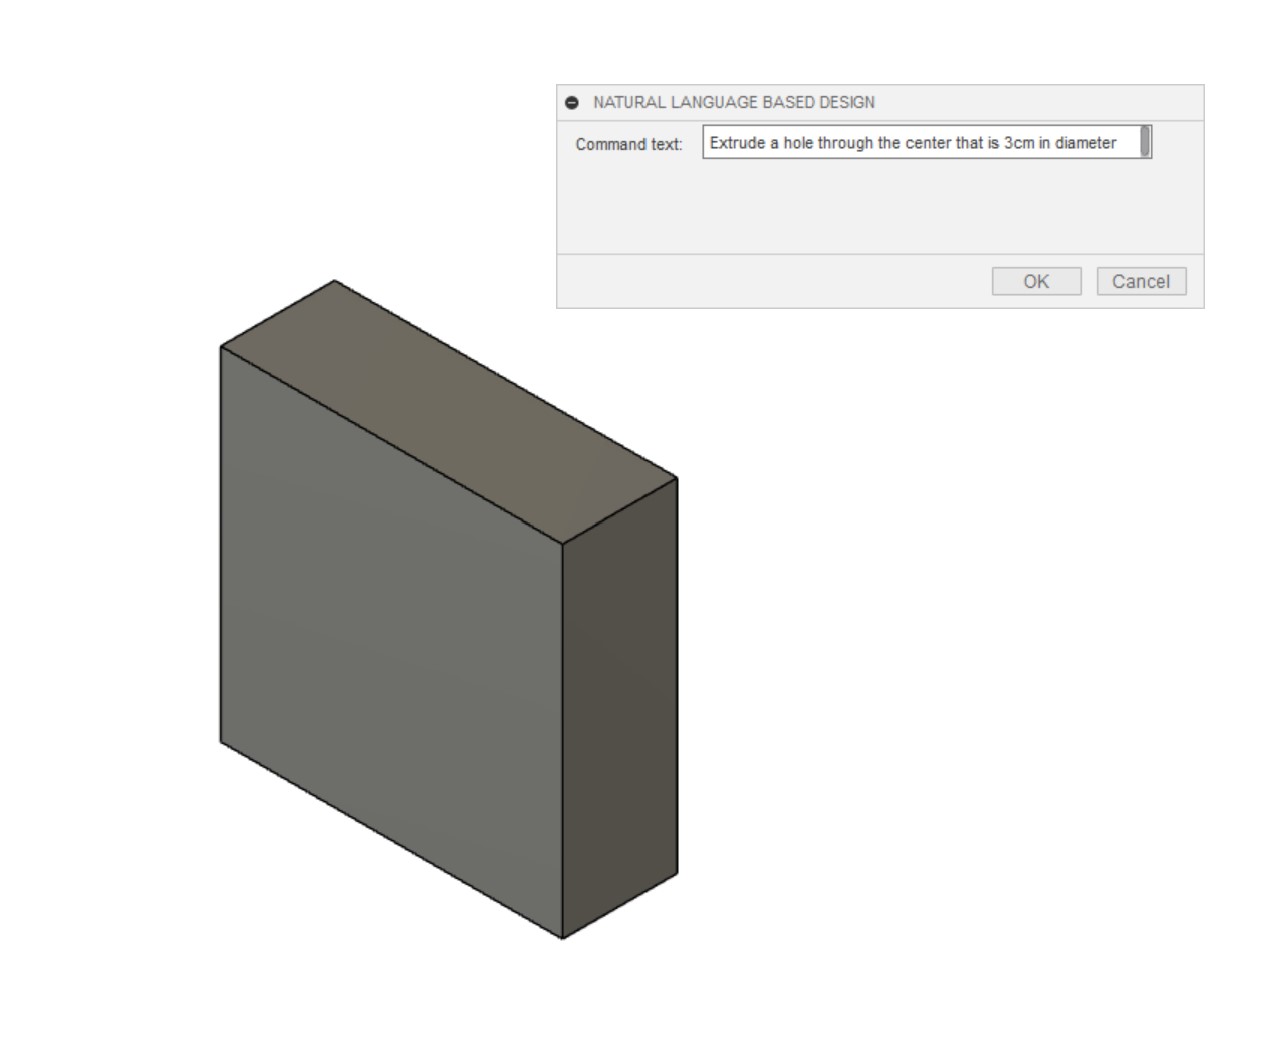 NATURAL LANGUAGE BASED DESIGN
Command text: Extrude a hole through the center that is 3cm in diameter
OK Cancel